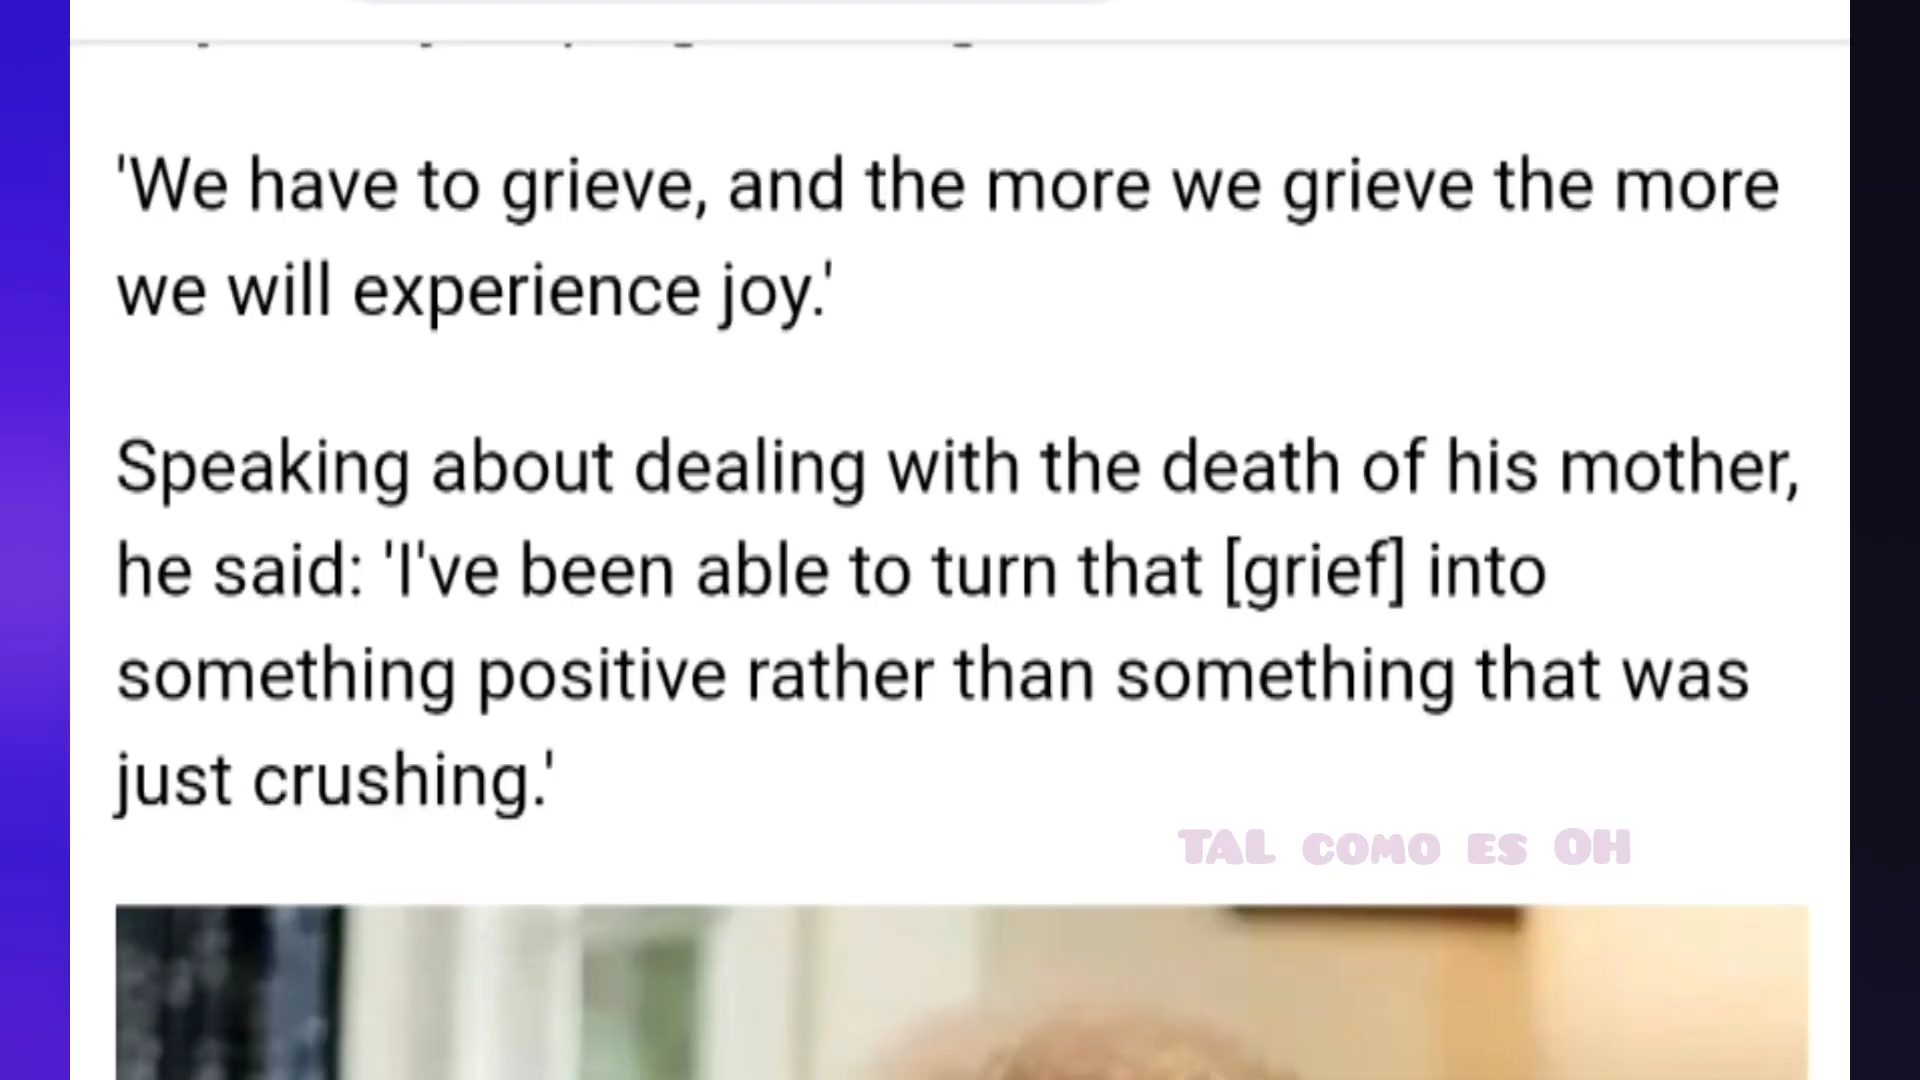 'We have to grieve, and the more we grieve the more
we will experience joy.'
Speaking about dealing with the death of his mother,
he said: 'I've been able to turn that [grief] into
something positive rather than something that was
just crushing.'
TAL COMO ES OH